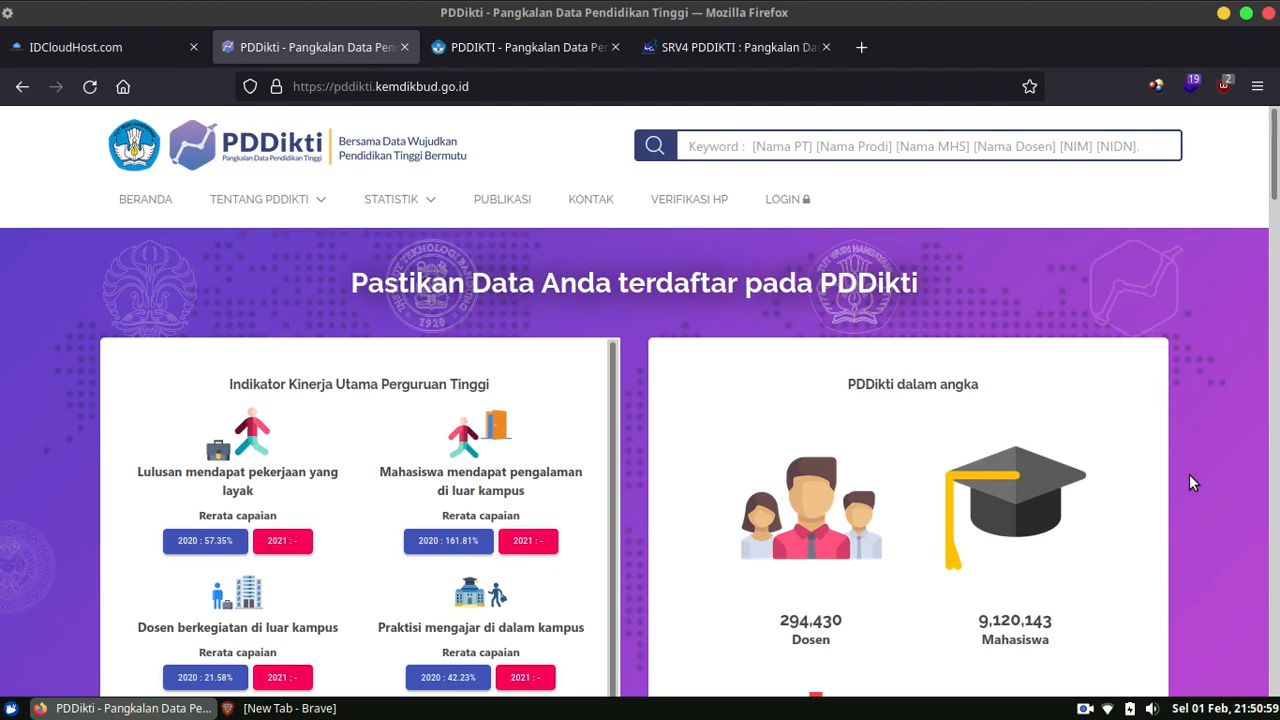 PDDikti - Pangkalan Data Pendidikan Tinggi — Mozilla Firefox
IDCloudHost.com
PDDikti - Pangkalan Data Pen
PDDIKTI - Pangkalan Data Per
SRV4 PDDIKTI : Pangkalan Da
https://pddikti.kemdikbud.go.id
19
2
PDDikti
Pangkalan Data Pendidikan Tinggi
Bersama Data Wujudkan
Pendidikan Tinggi Bermutu
Keyword : [Nama PT] [Nama Prodi] [Nama MHS] [Nama Dosen] [NIM] [NIDN].
BERANDA
TENTANG PDDIKTI
STATISTIK
PUBLIKASI
KONTAK
VERIFIKASI HP
LOGIN
Pastikan Data Anda terdaftar pada PDDikti
1920
Indikator Kinerja Utama Perguruan Tinggi
Lulusan mendapat pekerjaan yang
layak
Rerata capaian
2020 : 57.35%
2021 : -
Mahasiswa mendapat pengalaman
di luar kampus
Rerata capaian
2020 : 161.81%
2021 : -
Dosen berkegiatan di luar kampus
Rerata capaian
2020 : 21.58%
2021 : -
Praktisi mengajar di dalam kampus
Rerata capaian
2020 : 42.23%
2021 : -
PDDikti dalam angka
294,430
Dosen
9,120,143
Mahasiswa
PDDikti - Pangkalan Data Pe...
[New Tab - Brave]
Sel 01 Feb, 21:50:59